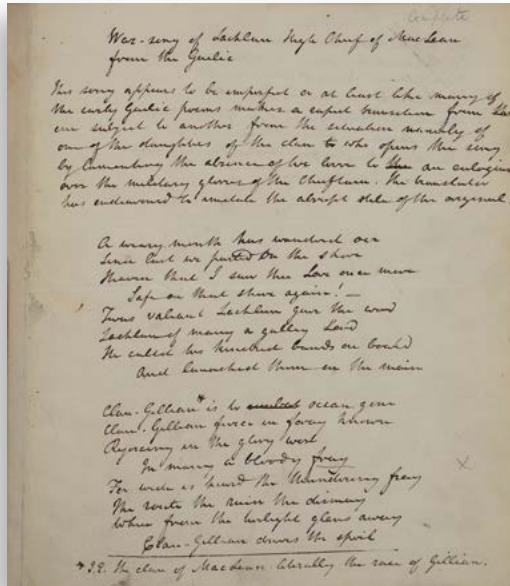 Complete
War-song of Lachlan High Chief of MacLean
from the Gaelic
This song appears to be imperfect or at least like many of
the early Gaelic poems makes a rapid transition from
one subject to another from the situation namely of
one of the daughters of the clan to who opens the song
by lamenting the absence of her lover to an eulogium
over the military glories of the Chieftain. The translator
has endeavoured to imitate the abrupt stile of the original.
A weary month has wandered oer
Since last we parted on the shore
Heaven that I saw thee Love once more
Safe on that shore again! —
Twas valiant Lachlan gave the word
Lachlan of many a galley Lord
He called his kindred bands on board
And launched them on the main
Clan-Gillian* is to ocean gone
Clan-Gillian fierce in foray known
Rejoicing in the glory won
In many a bloody fray
For wide is heard the thundering fray
The rout the ruin the dismay
When from the twilight glens away
Clan-Gillian drives the spoil
* I.E. the clan of MacLean literally the race of Gillian.